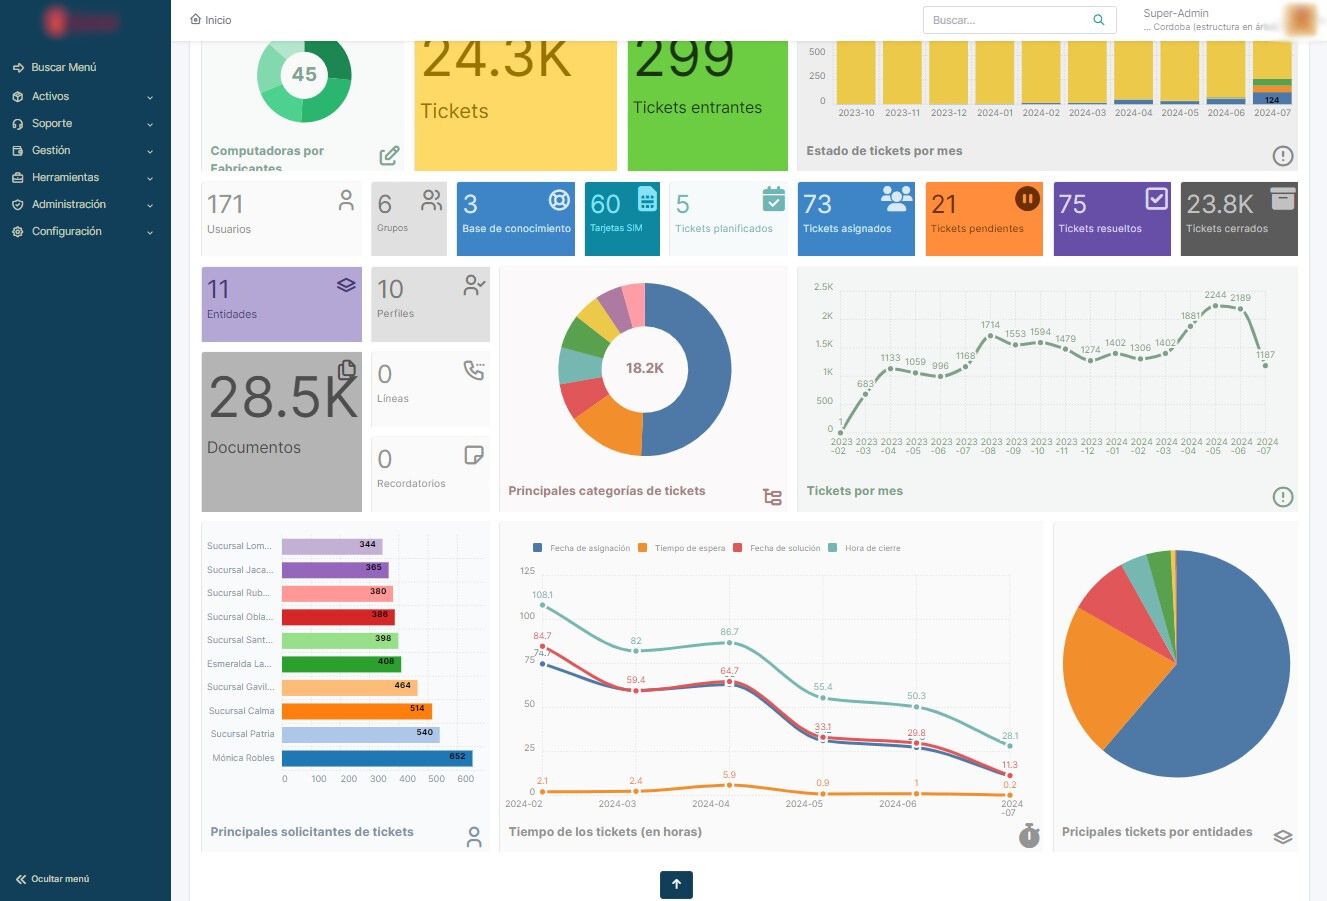 Inicio
Buscar...
Super-Admin
... Cordoba (estructura en
Buscar Menú
Activos
Soporte
Gestión
Herramientas
Administración
Configuración
Ocultar menú
45
Computadoras por
Fabricantes
24.3K
Tickets
299
Tickets entrantes
500
250
0
124
2023-10 2023-11 2023-12 2024-01 2024-02 2024-03 2024-04 2024-05 2024-06 2024-07
Estado de tickets por mes
171
Usuarios
6
Grupos
3
Base de conocimiento
60
Tarjetas SIM
5
Tickets planificados
73
Tickets asignados
21
Tickets pendientes
75
Tickets resueltos
23.8K
Tickets cerrados
11
Entidades
10
Perfiles
28.5K
Documentos
0
Líneas
0
Recordatorios
18.2K
Principales categorías de tickets
2.5K
2K
1.5K
1K
500
0
1 683 1133 1059 996 1168 1714 1553 1594 1479 1274 1402 1306 1402 1881 2244 2189 1187
2023 2023 2023 2023 2023 2023 2023 2023 2023 2023 2023 2024 2024 2024 2024 2024 2024 2024
-02 -03 -04 -05 -06 -07 -08 -09 -10 -11 -12 -01 -02 -03 -04 -05 -06 -07
Tickets por mes
Sucursal Lom... 344
Sucursal Jaca... 365
Sucursal Rub... 380
Sucursal Obla... 386
Sucursal Sant... 398
Esmeralda La... 408
Sucursal Gavil... 464
Sucursal Calma 514
Sucursal Patria 540
Mónica Robles 652
0 100 200 300 400 500 600
Principales solicitantes de tickets
Fecha de asignación Tiempo de espera Fecha de solución Hora de cierre
125
100
75
50
25
0
108.1 82 86.7 55.4 50.3 28.1
84.7 59.4 64.7 33.1 29.8 11.3
74.7
2.1 2.4 5.9 0.9 1 0.2
2024-02 2024-03 2024-04 2024-05 2024-06 2024
-07
Tiempo de los tickets (en horas)
Pricipales tickets por entidades